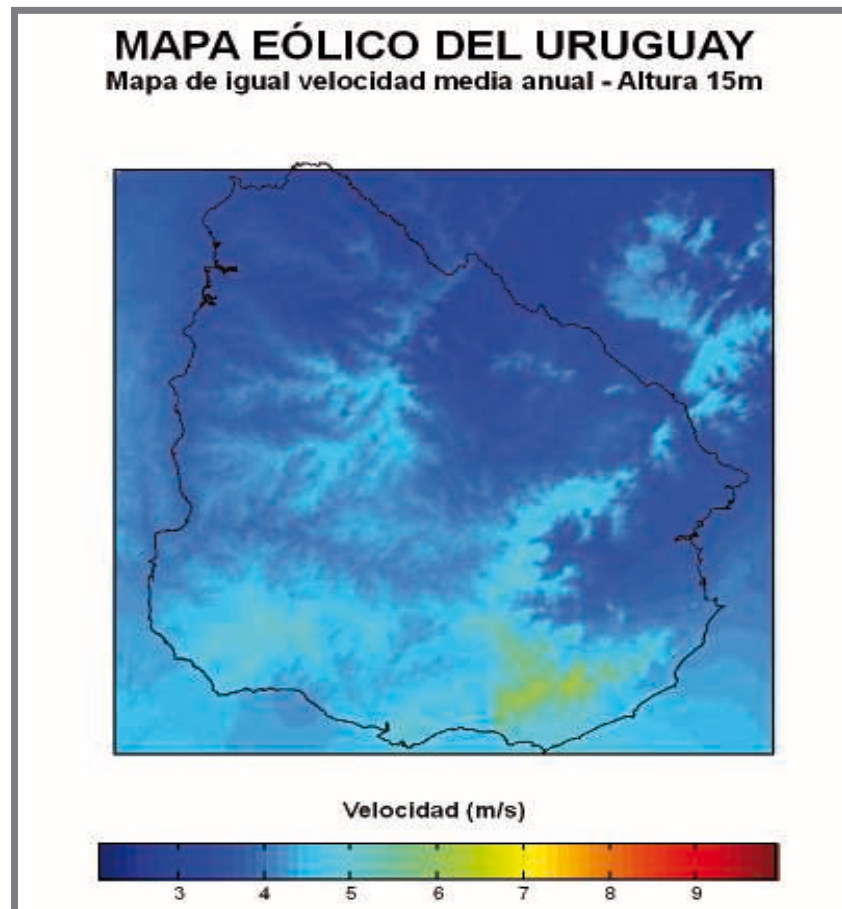 MAPA EÓLICO DEL URUGUAY
Mapa de igual velocidad media anual - Altura 15m
Velocidad (m/s)
3 4 5 6 7 8 9